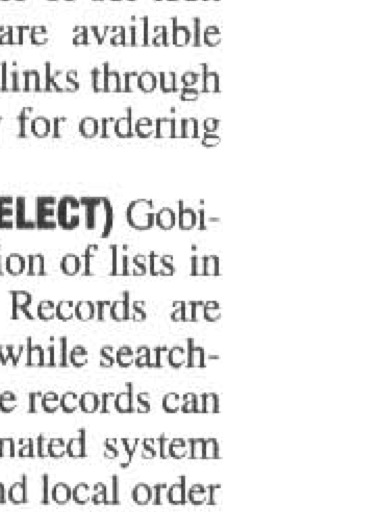 are available
links through
for ordering
ELECT) Gobi-
ion of lists in
Records are
while search-
e records can
nated system
nd local order